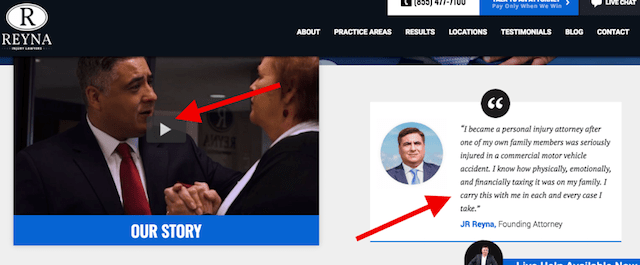 (855) 477-7100
Pay Only When We Win
LIVE CHAT
R
REYNA
INJURY LAWYERS
ABOUT PRACTICE AREAS RESULTS LOCATIONS TESTIMONIALS BLOG CONTACT
“I became a personal injury attorney after
one of my own family members was seriously
injured in a commercial motor vehicle
accident. I know how physically, emotionally,
and financially taxing it was on my family. I
carry this with me in each and every case I
take.”
JR Reyna, Founding Attorney
OUR STORY
Live Help Available Now